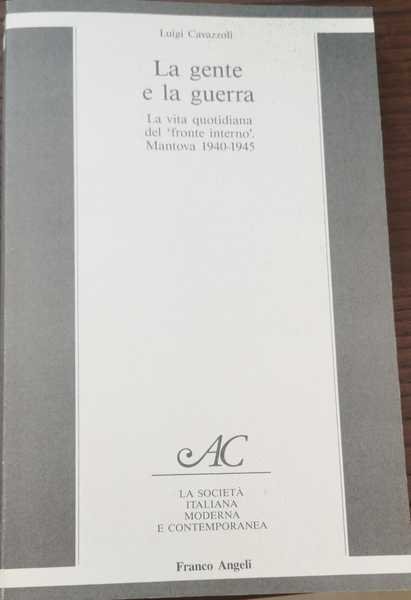 Luigi Cavazzoli
La gente
e la guerra
La vita quotidiana
del ‘fronte interno’.
Mantova 1940-1945
AC
LA SOCIETÀ
ITALIANA
MODERNA
E CONTEMPORANEA
Franco Angeli